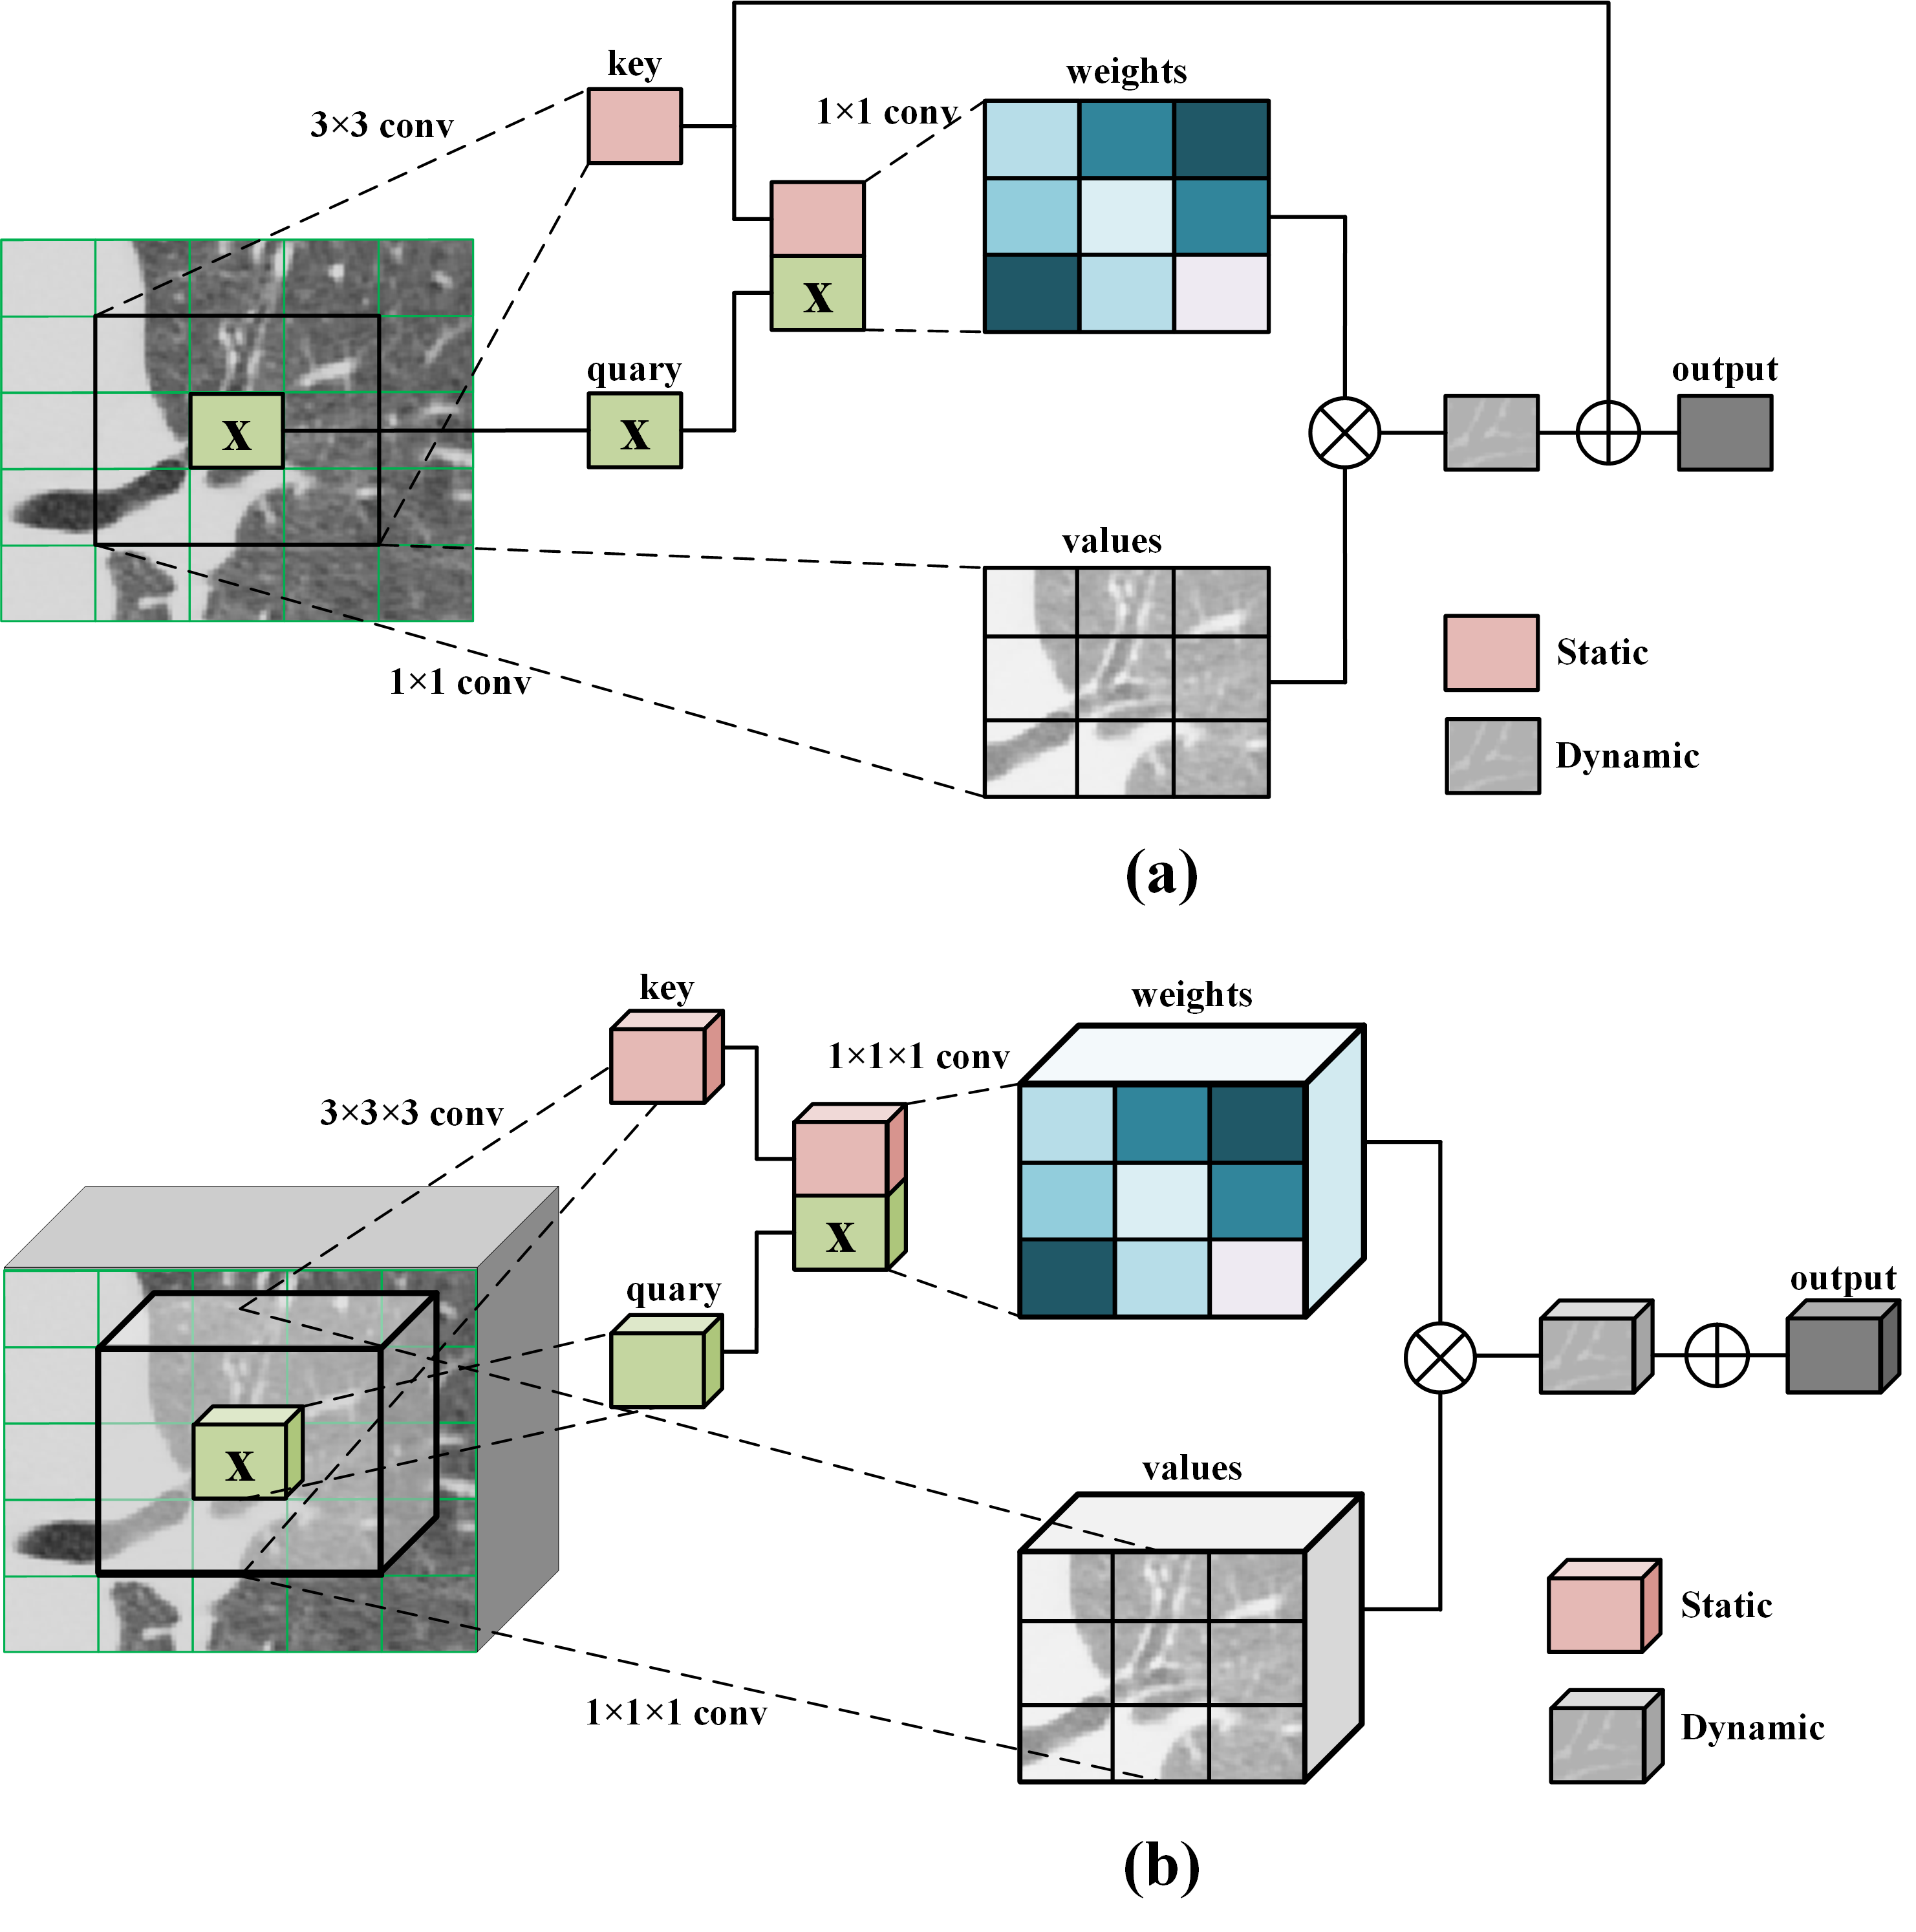 key
weights
3×3 conv
1×1 conv
X
quary
output
X
X
values
Static
1×1 conv
Dynamic
(a)
key
weights
1×1×1 conv
3×3×3 conv
X
quary
output
X
values
Static
1×1×1 conv
Dynamic
(b)